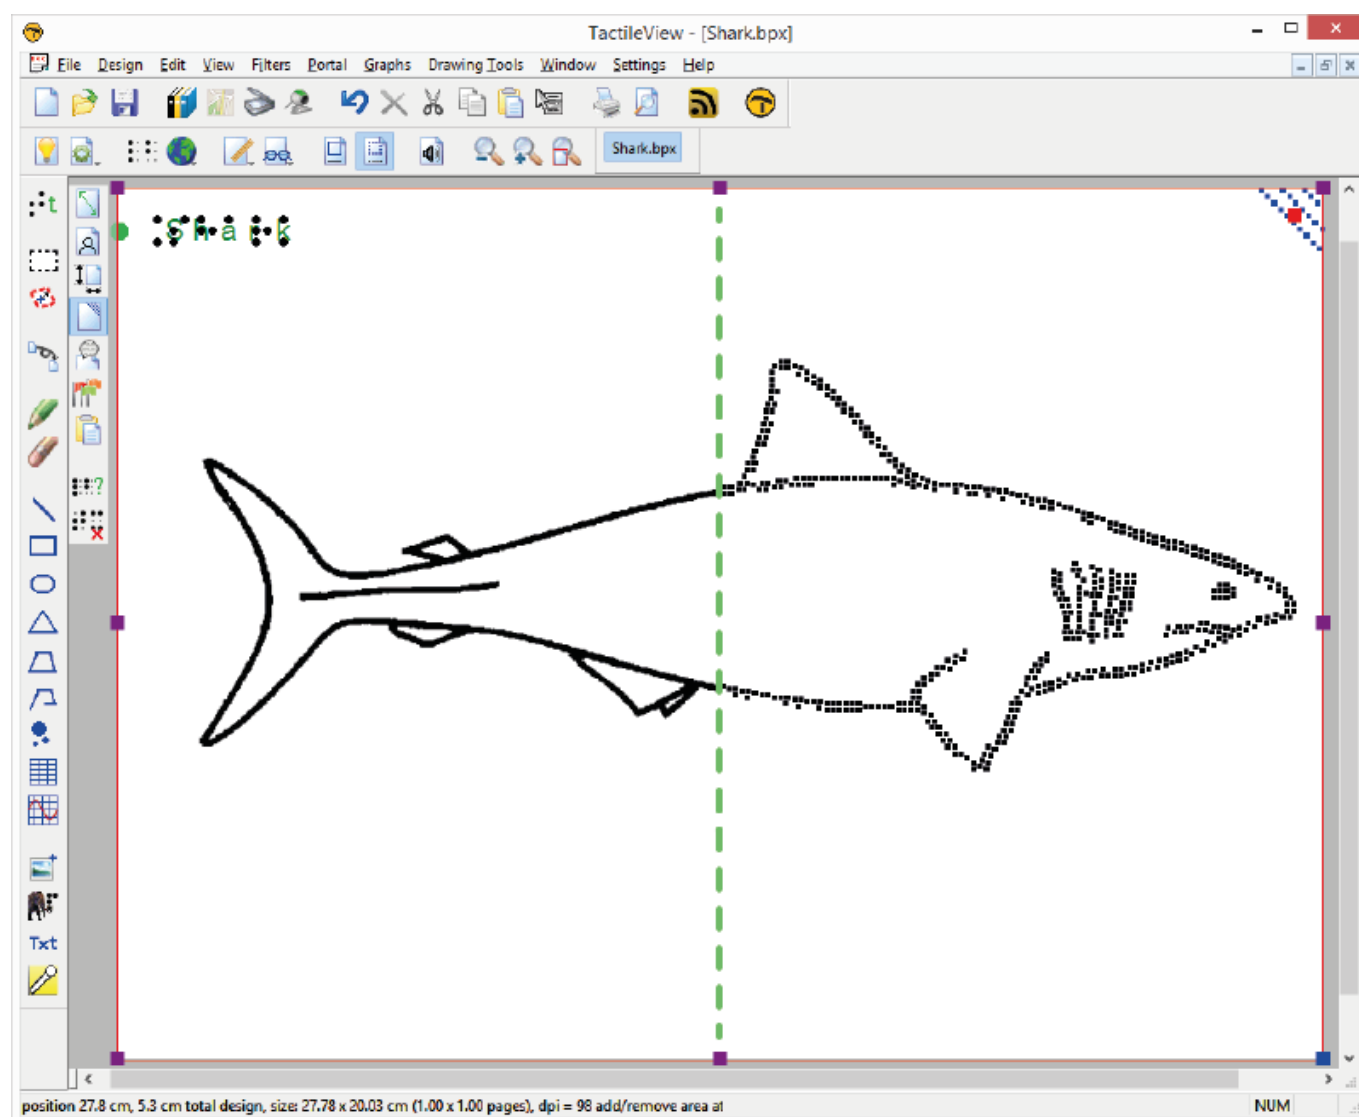 TactileView - [Shark.bpx]
File Design Edit View Filters Portal Graphs Drawing Tools Window Settings Help
Shark.bpx
t
Shark
?
Txt
position 27.8 cm, 5.3 cm total design, size: 27.78 x 20.03 cm (1.00 x 1.00 pages), dpi = 98 add/remove area at
NUM